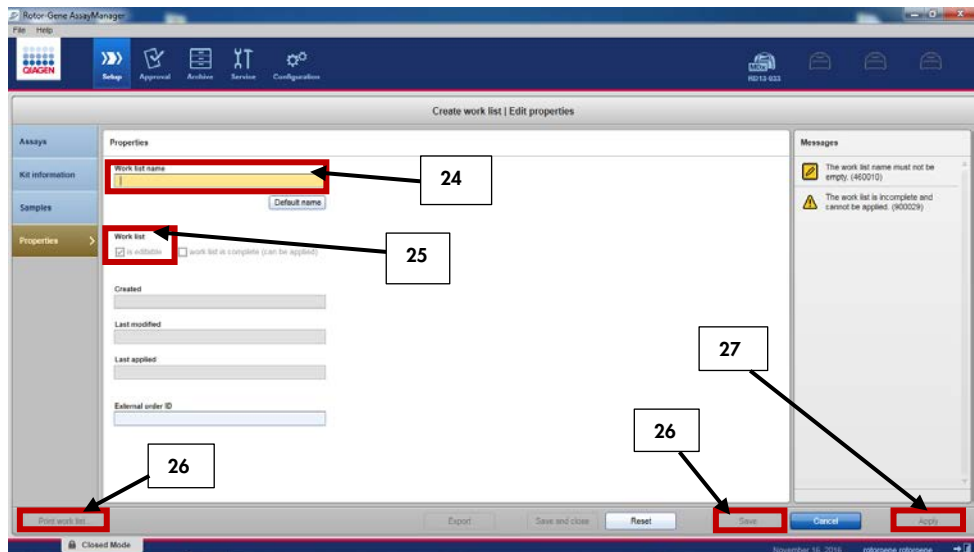 Rotor-Gene AssayManager
File Help
QIAGEN
Setup Approval Archive Service Configuration
MDx
RD13-033
Create work list | Edit properties
Assays
Kit information
Samples
Properties
Properties
Work list name
Default name
Work list
is editable work list is complete (can be applied)
Created
Last modified
Last applied
External order ID
Messages
The work list name must not be
empty. (460010)
The work list is incomplete and
cannot be applied. (900029)
24
25
26
26
27
Print work list...
Export Save and close Reset Save Cancel Apply
Closed Mode
November 16, 2016 rotorgene rotorgene